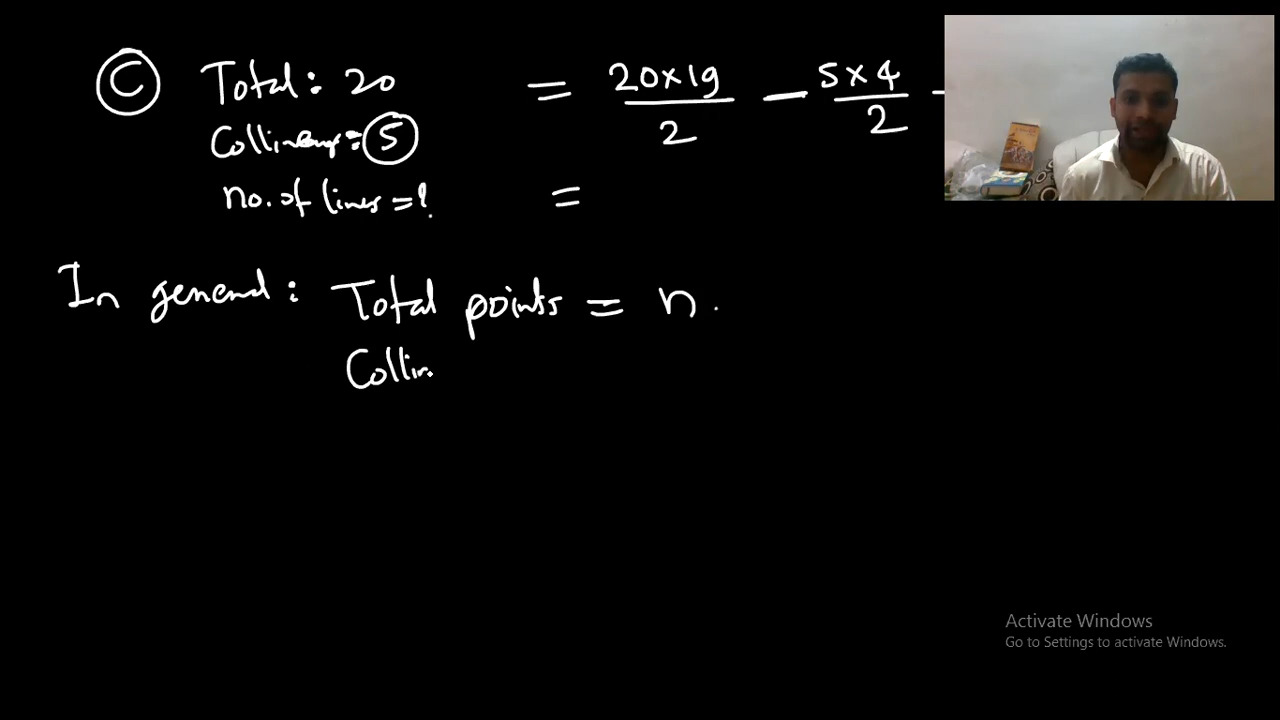 C Total: 20 = 20×19/2 − 5×4/2 -
Collinear: 5
no. of lines = ? =
In general: Total points = n.
Collin
Activate Windows
Go to Settings to activate Windows.